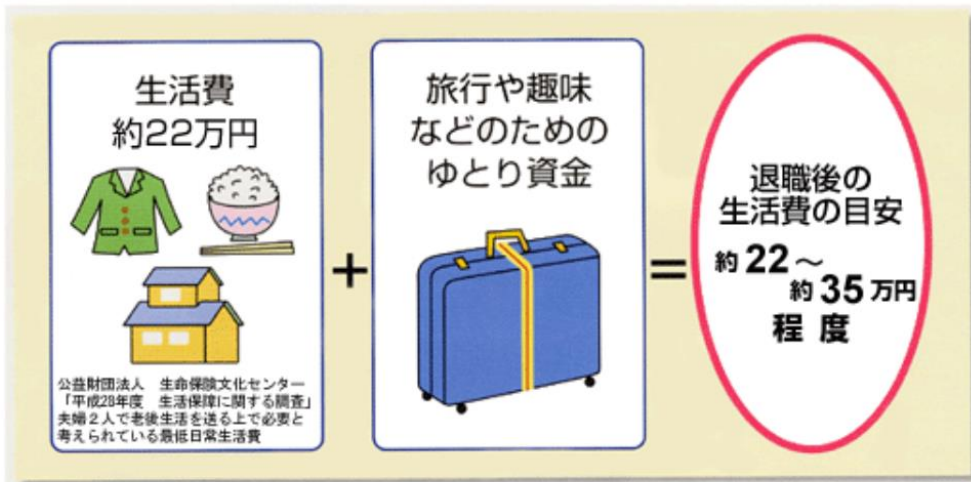 生活費
約22万円
公益財団法人　生命保険文化センター
「平成28年度　生活保障に関する調査」
夫婦２人で老後生活を送る上で必要と
考えられている最低日常生活費
+
旅行や趣味
などのための
ゆとり資金
=
退職後の
生活費の目安
約22～
約35万円
程度